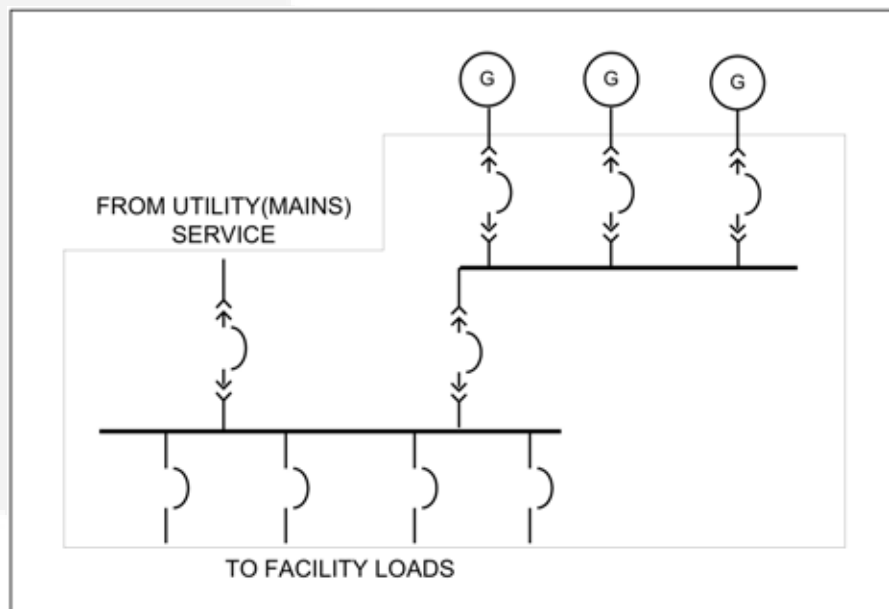 G
G
G
FROM UTILITY(MAINS)
SERVICE
TO FACILITY LOADS